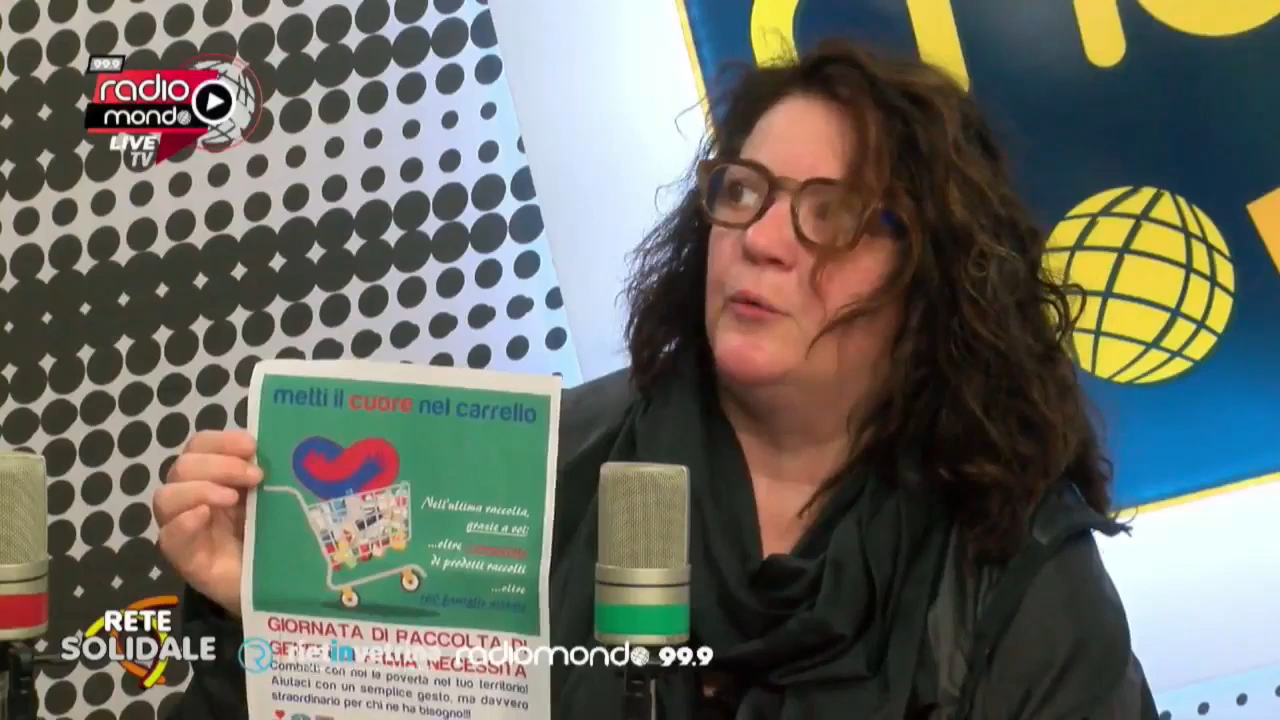 99.9
radio
mondo
LIVE
TV
metti il cuore nel carrello
Nell'ultima raccolta,
grazie a voi:
...oltre
di prodotti raccolti
...oltre
GIORNATA DI RACCOLTA DI
NECESSITÀ
Combatti con noi la povertà nel tuo territorio!
Aiutaci con un semplice gesto, ma davvero
straordinario per chi ne ha bisogno!!!
RETE
SOLIDALE
radiomondo 99.9